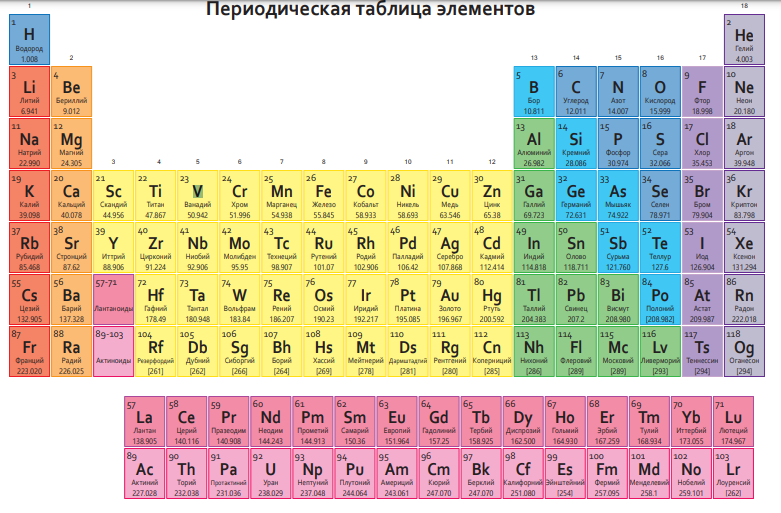 Периодическая таблица элементов
1 18
1 2
H He
Водород Гелий
1.008 4.003
2 13 14 15 16 17
3 4 5 6 7 8 9 10
Li Be B C N O F Ne
Литий Бериллий Бор Углерод Азот Кислород Фтор Неон
6.941 9.012 10.811 12.011 14.007 15.999 18.998 20.180
11 12 13 14 15 16 17 18
Na Mg Al Si P S Cl Ar
Натрий Магний Алюминий Кремний Фосфор Сера Хлор Аргон
22.990 24.305 26.982 28.086 30.974 32.066 35.453 39.948
3 4 5 6 7 8 9 10 11 12
19 20 21 22 23 24 25 26 27 28 29 30 31 32 33 34 35 36
K Ca Sc Ti V Cr Mn Fe Co Ni Cu Zn Ga Ge As Se Br Kr
Калий Кальций Скандий Титан Ванадий Хром Марганец Железо Кобальт Никель Медь Цинк Галлий Германий Мышьяк Селен Бром Криптон
39.098 40.078 44.956 47.867 50.942 51.996 54.938 55.845 58.933 58.693 63.546 65.38 69.723 72.631 74.922 78.971 79.904 83.798
37 38 39 40 41 42 43 44 45 46 47 48 49 50 51 52 53 54
Rb Sr Y Zr Nb Mo Tc Ru Rh Pd Ag Cd In Sn Sb Te I Xe
Рубидий Стронций Иттрий Цирконий Ниобий Молибден Технеций Рутений Родий Палладий Серебро Кадмий Индий Олово Сурьма Теллур Иод Ксенон
85.468 87.62 88.906 91.224 92.906 95.95 98.907 101.07 102.906 106.42 107.868 112.414 114.818 118.711 121.760 127.6 126.904 131.294
55 56 57-71 72 73 74 75 76 77 78 79 80 81 82 83 84 85 86
Cs Ba Hf Ta W Re Os Ir Pt Au Hg Tl Pb Bi Po At Rn
Цезий Барий Лантаноиды Гафний Тантал Вольфрам Рений Осмий Иридий Платина Золото Ртуть Таллий Свинец Висмут Полоний Астат Радон
132.905 137.328 178.49 180.948 183.84 186.207 190.23 192.217 195.085 196.967 200.592 204.383 207.2 208.980 [208.982] 209.987 222.018
87 88 89-103 104 105 106 107 108 109 110 111 112 113 114 115 116 117 118
Fr Ra Rf Db Sg Bh Hs Mt Ds Rg Cn Nh Fl Mc Lv Ts Og
Франций Радий Актиноиды Резерфордий Дубний Сиборгий Борий Хассий Мейтнерий Дармштадтий Рентгений Коперниций Нихоний Флеровий Московий Ливерморий Теннессин Оганесон
223.020 226.025 [261] [262] [266] [264] [269] [278] [281] [280] [285] [286] [289] [289] [293] [294] [294]
57 58 59 60 61 62 63 64 65 66 67 68 69 70 71
La Ce Pr Nd Pm Sm Eu Gd Tb Dy Ho Er Tm Yb Lu
Лантан Церий Празеодим Неодим Прометий Самарий Европий Гадолиний Тербий Диспрозий Гольмий Эрбий Тулий Иттербий Лютеций
138.905 140.116 140.908 144.243 144.913 150.36 151.964 157.25 158.925 162.500 164.930 167.259 168.934 173.055 174.967
89 90 91 92 93 94 95 96 97 98 99 100 101 102 103
Ac Th Pa U Np Pu Am Cm Bk Cf Es Fm Md No Lr
Актиний Торий Протактиний Уран Нептуний Плутоний Америций Кюрий Берклий Калифорний Эйнштейний Фермий Менделевий Нобелий Лоуренсий
227.028 232.038 231.036 238.029 237.048 244.064 243.061 247.070 247.070 251.080 [254] 257.095 258.1 259.101 [262]